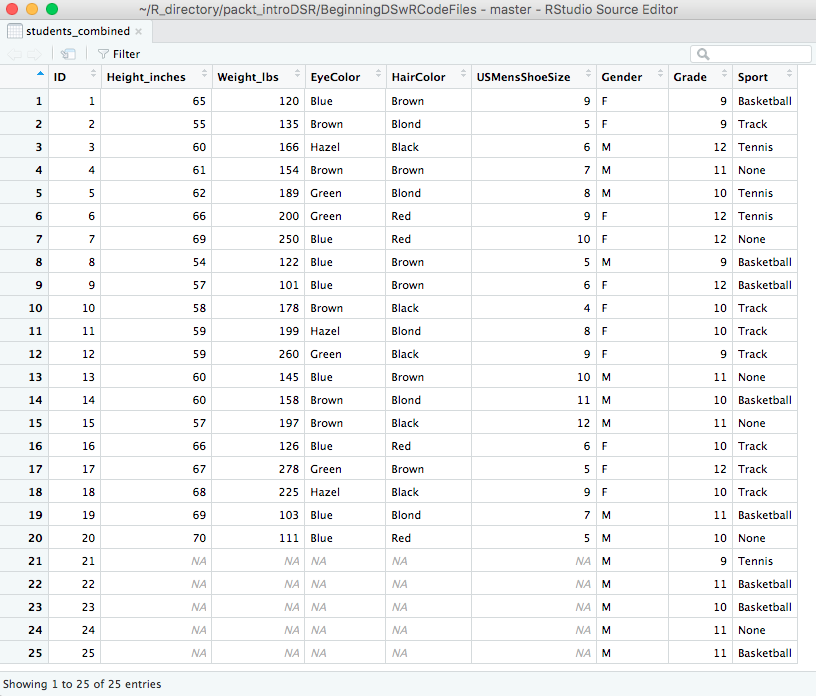 ~/R_directory/packt_introDSR/BeginningDSwRCodeFiles - master - RStudio Source Editor
students_combined
Filter
ID Height_inches Weight_lbs EyeColor HairColor USMensShoeSize Gender Grade Sport
1 1 65 120 Blue Brown 9 F 9 Basketball
2 2 55 135 Brown Blond 5 F 9 Track
3 3 60 166 Hazel Black 6 M 12 Tennis
4 4 61 154 Brown Brown 7 M 11 None
5 5 62 189 Green Blond 8 M 10 Tennis
6 6 66 200 Green Red 9 F 12 Tennis
7 7 69 250 Blue Red 10 F 12 None
8 8 54 122 Blue Brown 5 M 9 Basketball
9 9 57 101 Blue Brown 6 F 12 Basketball
10 10 58 178 Brown Black 4 F 10 Track
11 11 59 199 Hazel Blond 8 F 10 Track
12 12 59 260 Green Black 9 F 9 Track
13 13 60 145 Blue Brown 10 M 11 None
14 14 60 158 Brown Blond 11 M 10 Basketball
15 15 57 197 Brown Black 12 M 11 None
16 16 66 126 Blue Red 6 F 10 Track
17 17 67 278 Green Brown 5 F 12 Track
18 18 68 225 Hazel Black 9 F 10 Track
19 19 69 103 Blue Blond 7 M 11 Basketball
20 20 70 111 Blue Red 5 M 10 None
21 21 NA NA NA NA NA M 9 Tennis
22 22 NA NA NA NA NA M 11 Basketball
23 23 NA NA NA NA NA M 10 Basketball
24 24 NA NA NA NA NA M 11 None
25 25 NA NA NA NA NA M 11 Basketball
Showing 1 to 25 of 25 entries